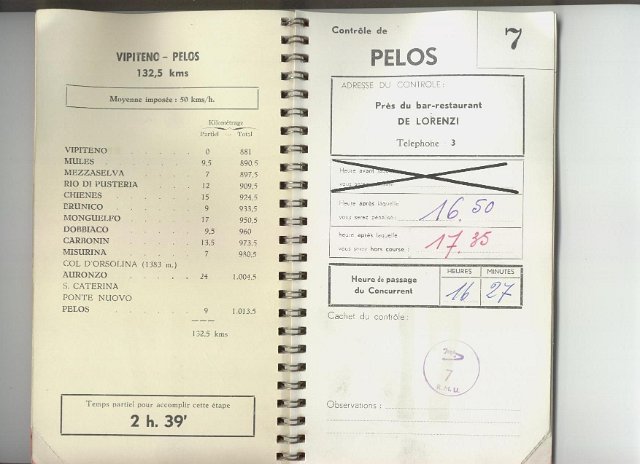 VIPITENO - PELOS
132,5 kms
Moyenne imposée : 50 kms/h.
Kilométrage
Partiel Total
VIPITENO . . . 0 881
MULES . . . 9,5 890,5
MEZZASELVA . . . 7 897,5
RIO DI PUSTERIA . . . 12 909,5
CHIENES . . . 15 924,5
BRUNICO . . . 9 933,5
MONGUELFO . . . 17 950,5
DOBBIACO . . . 9,5 960
CARBONIN . . . 13,5 973,5
MISURINA . . . 7 980,5
COL D'ORSOLINA (1383 m.)
AURONZO . . . 24 1.004,5
S. CATERINA
PONTE NUOVO
PELOS . . . 9 1.013,5
132,5 kms
Temps partiel pour accomplir cette étape
2 h. 39'
Contrôle de
PELOS
7
ADRESSE DU CONTROLE :
Près du bar-restaurant
DE LORENZI
Telephone : 3
Heure avant
vous
Heure après laquelle
vous serez pénalisé : 16.50
Heure après laquelle
vous serez hors course : 17.35
Heure de passage
du Concurrent
HEURES MINUTES
16 27
Cachet du contrôle :
7
R.M.U.
Observations :